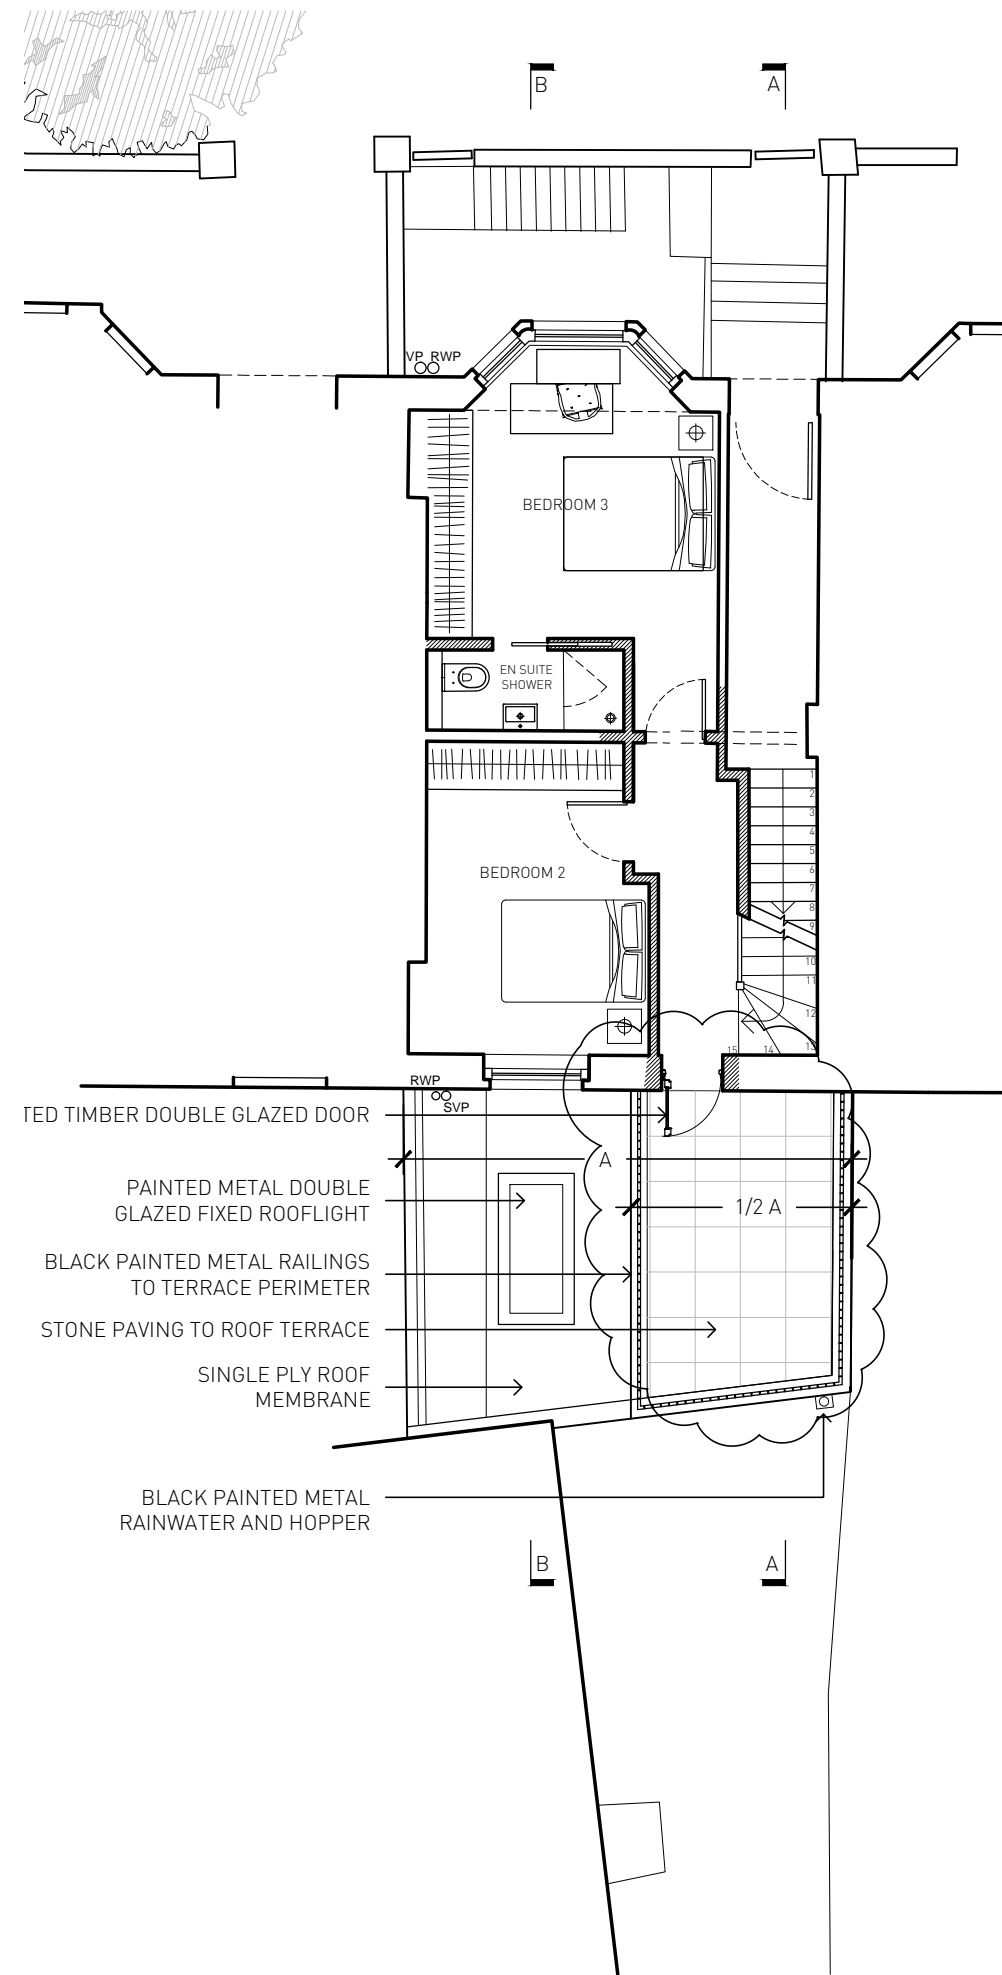 B
A
VP RWP
BEDROOM 3
EN SUITE
SHOWER
1
2
3
4
5
6
7
8
9
10
11
12
13
14
15
BEDROOM 2
RWP
SVP
TED TIMBER DOUBLE GLAZED DOOR
A
PAINTED METAL DOUBLE
GLAZED FIXED ROOFLIGHT
1/2 A
BLACK PAINTED METAL RAILINGS
TO TERRACE PERIMETER
STONE PAVING TO ROOF TERRACE
SINGLE PLY ROOF
MEMBRANE
BLACK PAINTED METAL
RAINWATER AND HOPPER
B
A